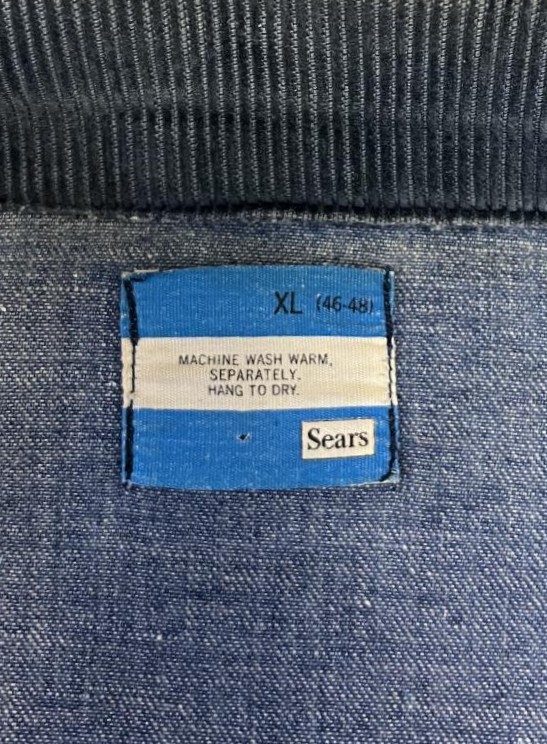 XL (46-48)
MACHINE WASH WARM,
SEPARATELY.
HANG TO DRY.
Sears